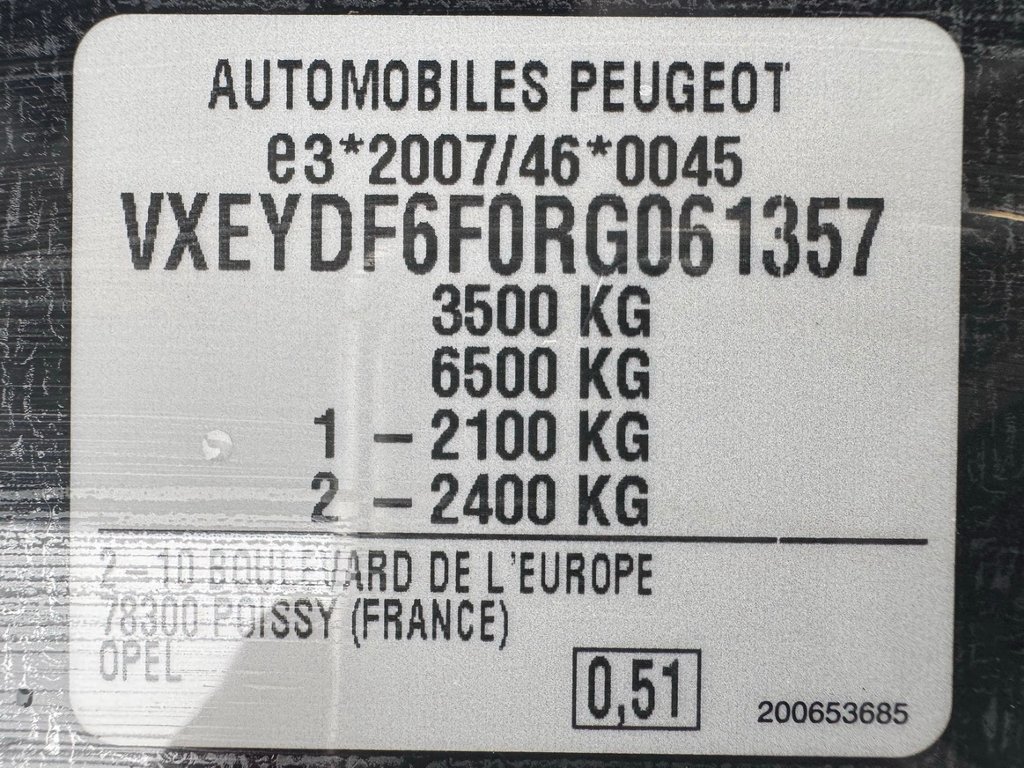 AUTOMOBILES PEUGEOT
e3*2007/46*0045
VXEYDF6F0RG061357
3500 KG
6500 KG
1 – 2100 KG
2 – 2400 KG
2–10 BOULEVARD DE L'EUROPE
78300 POISSY (FRANCE)
OPEL
0,51
200653685